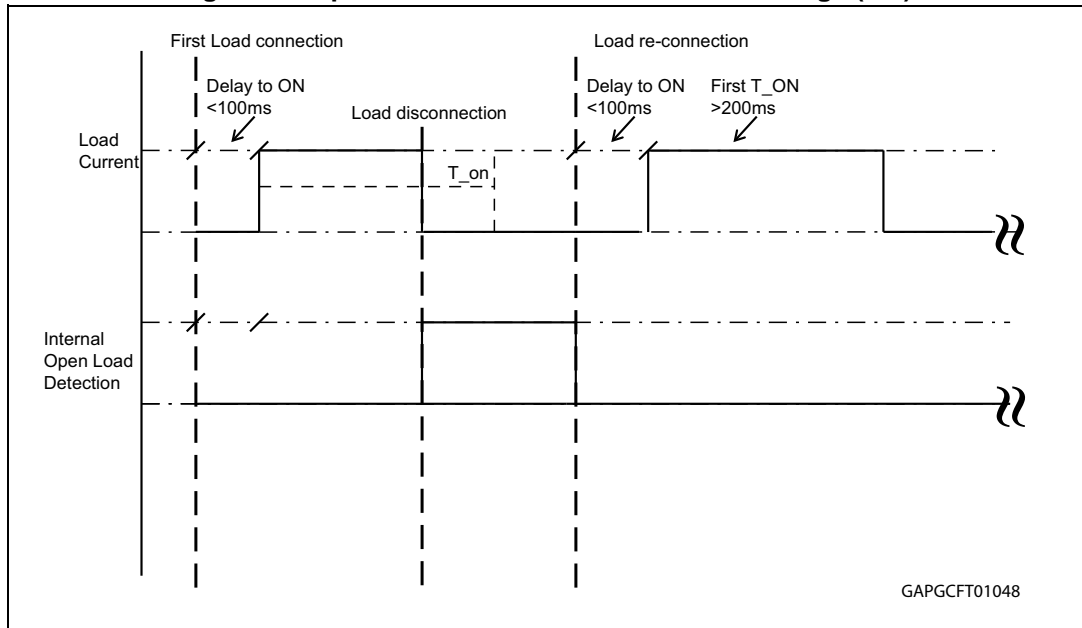 First Load connection
Load re-connection
Delay to ON
<100ms
Load disconnection
Delay to ON
<100ms
First T_ON
>200ms
Load
Current
T_on
Internal
Open Load
Detection
GAPGCFT01048